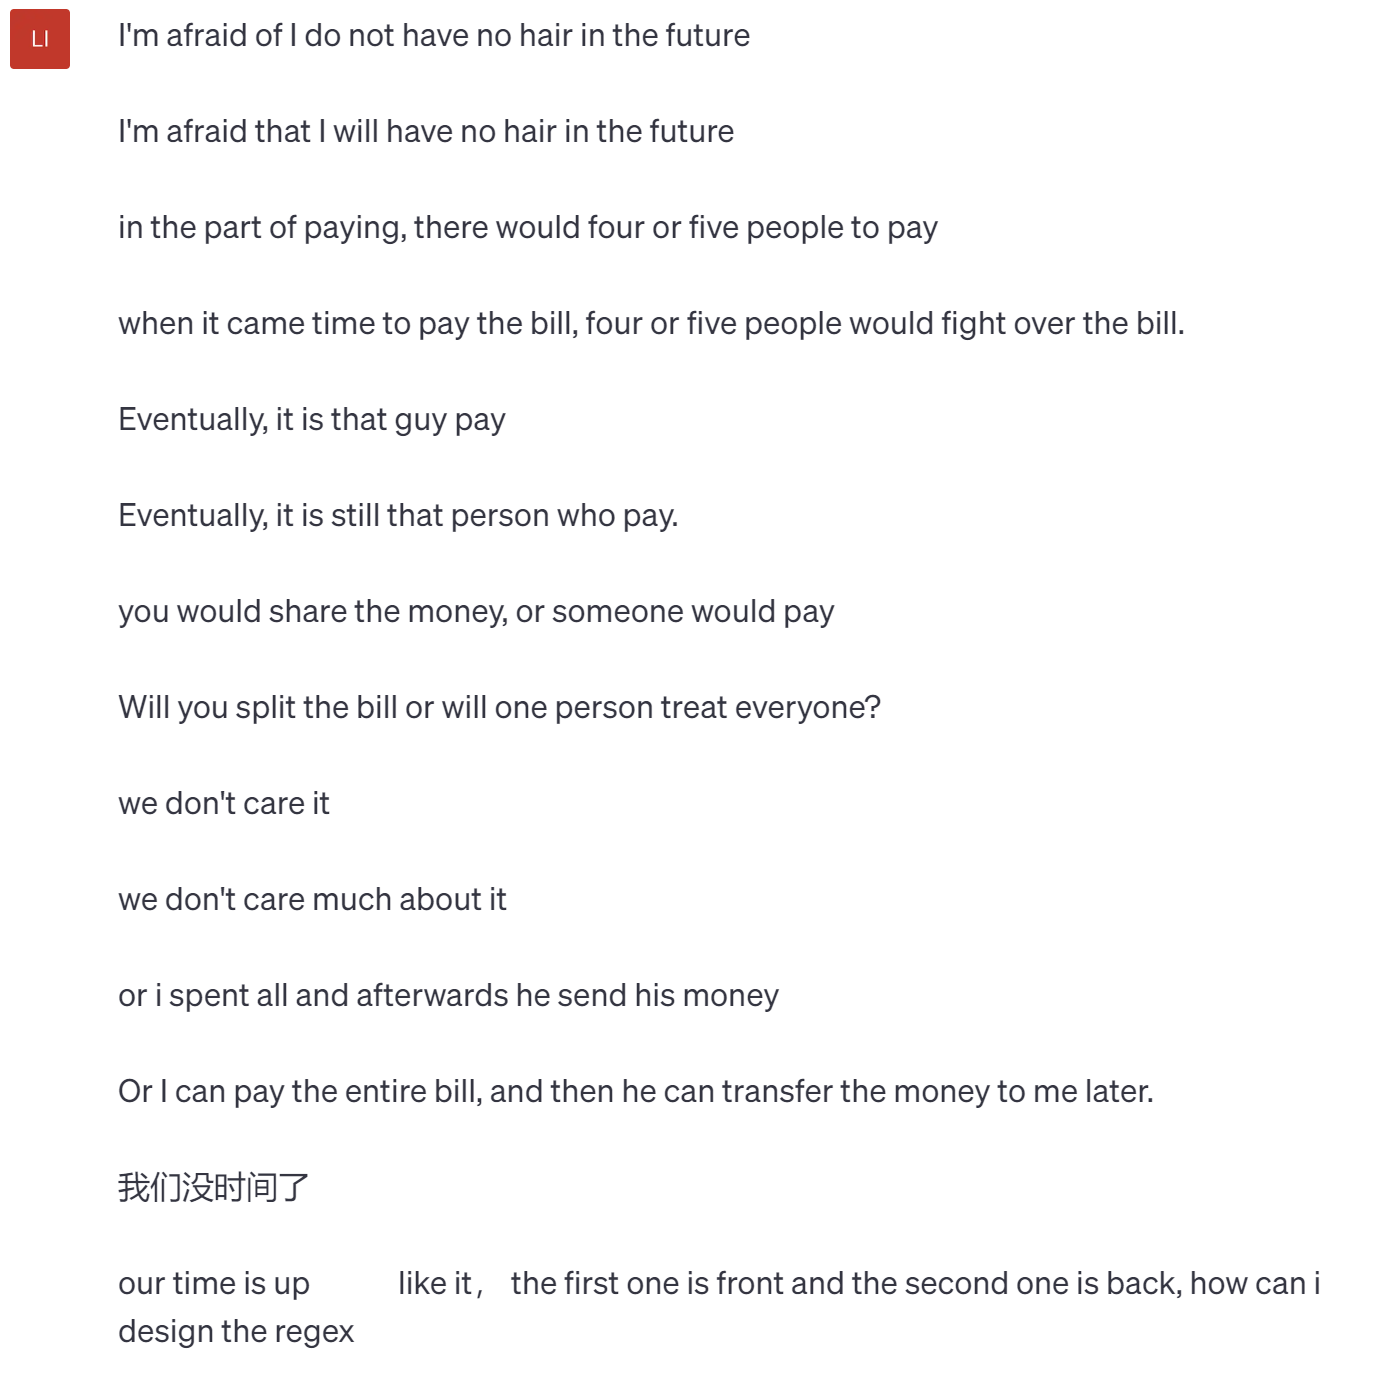 LI
I'm afraid of I do not have no hair in the future
I'm afraid that I will have no hair in the future
in the part of paying, there would four or five people to pay
when it came time to pay the bill, four or five people would fight over the bill.
Eventually, it is that guy pay
Eventually, it is still that person who pay.
you would share the money, or someone would pay
Will you split the bill or will one person treat everyone?
we don't care it
we don't care much about it
or i spent all and afterwards he send his money
Or I can pay the entire bill, and then he can transfer the money to me later.
我们没时间了
our time is up like it， the first one is front and the second one is back, how can i
design the regex